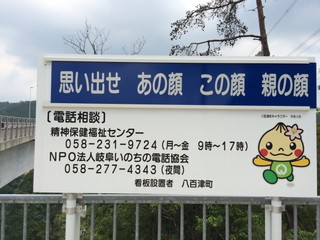 思い出せ あの顔 この顔 親の顔
〔電話相談〕
精神保健福祉センター
058-231-9724(月~金 9時~17時)
NPO法人岐阜いのちの電話協会
058-277-4343(夜間)
看板設置者 八百津町